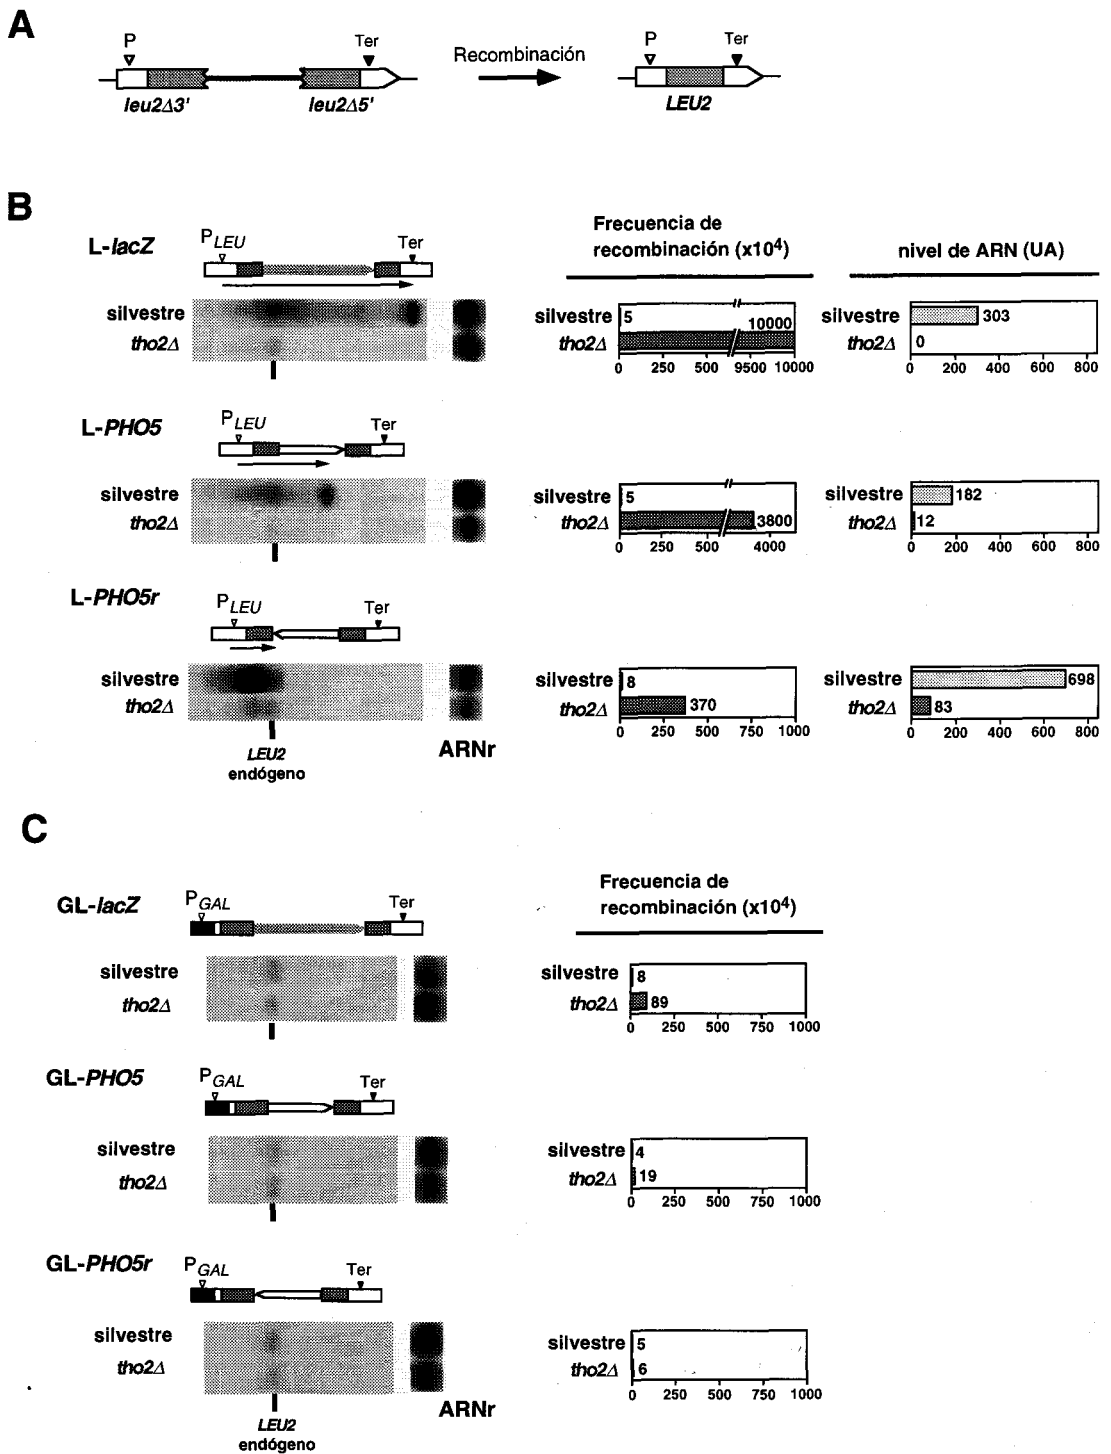 A
P
Ter
leu2Δ3'
leu2Δ5'
Recombinación
P
Ter
LEU2
B
Frecuencia de
recombinación (x10⁴)
nivel de ARN (UA)
L-lacZ
P_LEU
Ter
silvestre
tho2Δ
silvestre 5
tho2Δ 10000
0 250 500 9500 10000
silvestre 303
tho2Δ 0
0 200 400 600 800
L-PHO5
P_LEU
Ter
silvestre
tho2Δ
silvestre 5
tho2Δ 3800
0 250 500 4000
silvestre 182
tho2Δ 12
0 200 400 600 800
L-PHO5r
P_LEU
Ter
silvestre
tho2Δ
LEU2
endógeno
ARNr
silvestre 8
tho2Δ 370
0 250 500 750 1000
silvestre 698
tho2Δ 83
0 200 400 600 800
C
Frecuencia de
recombinación (x10⁴)
GL-lacZ
P_GAL
Ter
silvestre
tho2Δ
silvestre 8
tho2Δ 89
0 250 500 750 1000
GL-PHO5
P_GAL
Ter
silvestre
tho2Δ
silvestre 4
tho2Δ 19
0 250 500 750 1000
GL-PHO5r
P_GAL
Ter
silvestre
tho2Δ
LEU2
endógeno
ARNr
silvestre 5
tho2Δ 6
0 250 500 750 1000